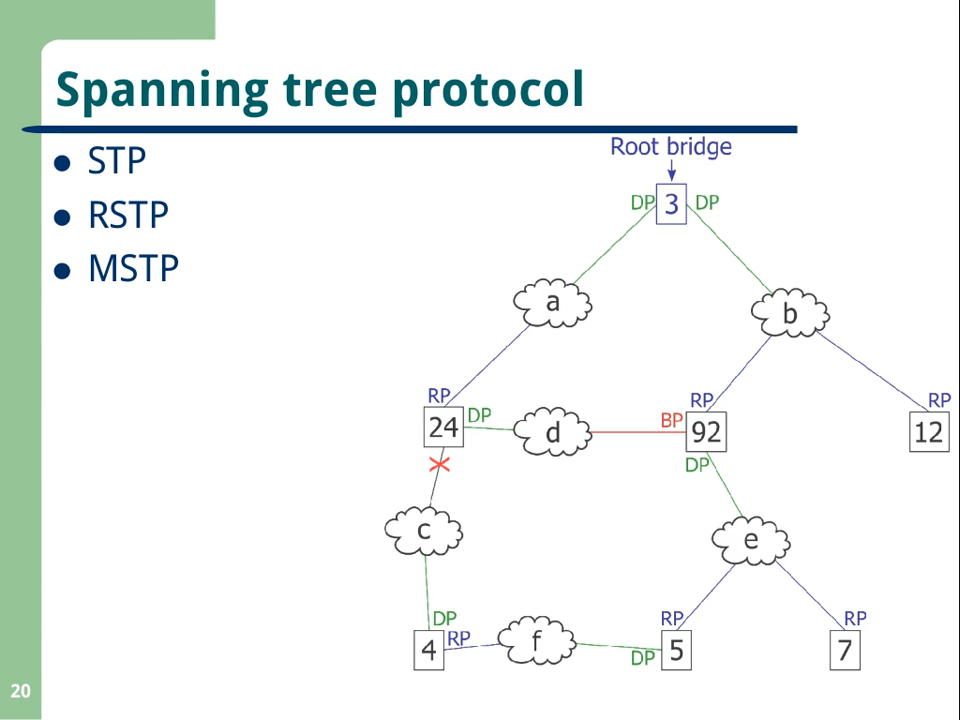 Spanning tree protocol
STP
RSTP
MSTP
Root bridge
DP 3 DP
a
b
RP
RP
RP
24
DP
d
BP
92
12
DP
c
e
DP
RP
RP
4
RP
f
DP
5
7
20